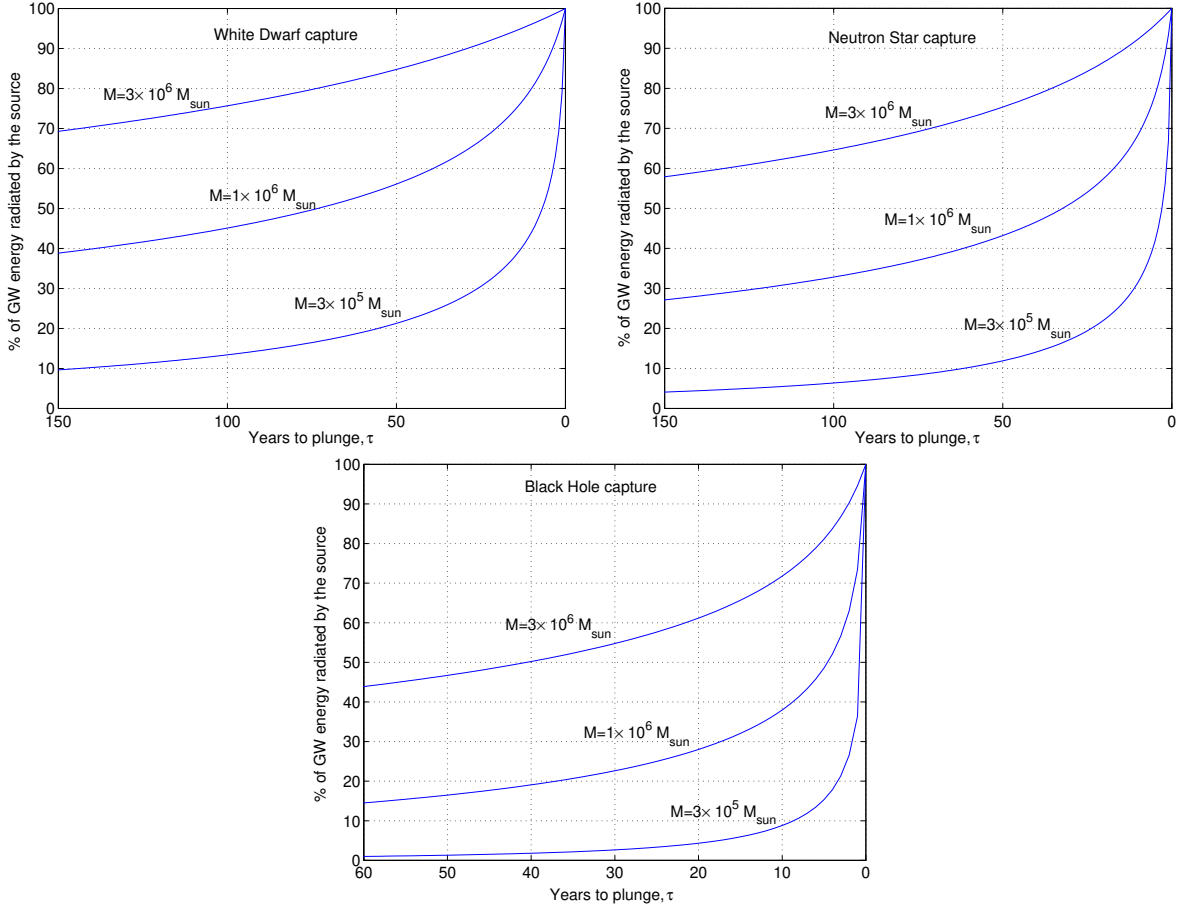 White Dwarf capture
% of GW energy radiated by the source
100
90
80
70
60
50
40
30
20
10
0
M=3× 10^6 M_sun
M=1× 10^6 M_sun
M=3× 10^5 M_sun
150 100 50 0
Years to plunge, τ
Neutron Star capture
% of GW energy radiated by the source
100
90
80
70
60
50
40
30
20
10
0
M=3× 10^6 M_sun
M=1× 10^6 M_sun
M=3× 10^5 M_sun
150 100 50 0
Years to plunge, τ
Black Hole capture
% of GW energy radiated by the source
100
90
80
70
60
50
40
30
20
10
0
M=3× 10^6 M_sun
M=1× 10^6 M_sun
M=3× 10^5 M_sun
60 50 40 30 20 10 0
Years to plunge, τ